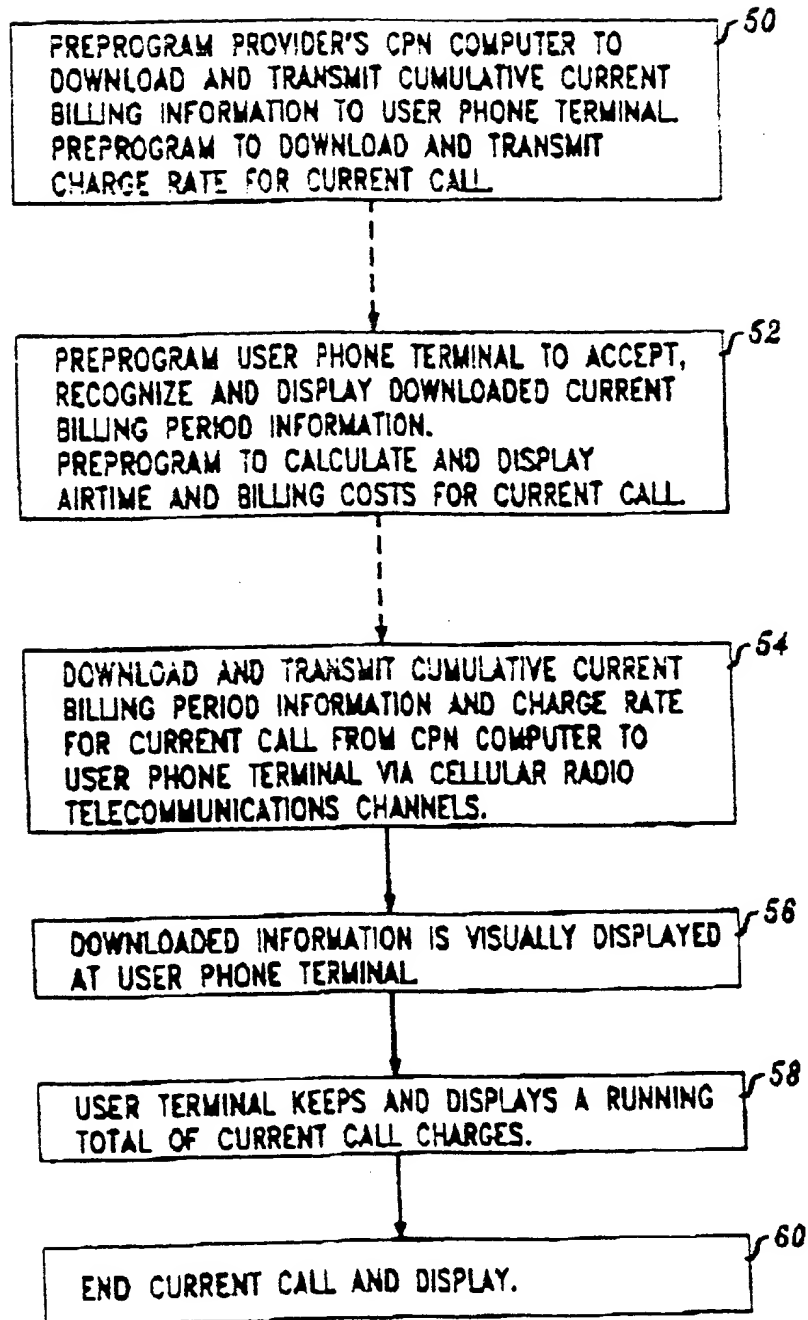 50
PREPROGRAM PROVIDER'S CPN COMPUTER TO
DOWNLOAD AND TRANSMIT CUMULATIVE CURRENT
BILLING INFORMATION TO USER PHONE TERMINAL.
PREPROGRAM TO DOWNLOAD AND TRANSMIT
CHARGE RATE FOR CURRENT CALL.
52
PREPROGRAM USER PHONE TERMINAL TO ACCEPT,
RECOGNIZE AND DISPLAY DOWNLOADED CURRENT
BILLING PERIOD INFORMATION.
PREPROGRAM TO CALCULATE AND DISPLAY
AIRTIME AND BILLING COSTS FOR CURRENT CALL.
54
DOWNLOAD AND TRANSMIT CUMULATIVE CURRENT
BILLING PERIOD INFORMATION AND CHARGE RATE
FOR CURRENT CALL FROM CPN COMPUTER TO
USER PHONE TERMINAL VIA CELLULAR RADIO
TELECOMMUNICATIONS CHANNELS.
56
DOWNLOADED INFORMATION IS VISUALLY DISPLAYED
AT USER PHONE TERMINAL
58
USER TERMINAL KEEPS AND DISPLAYS A RUNNING
TOTAL OF CURRENT CALL CHARGES.
60
END CURRENT CALL AND DISPLAY.